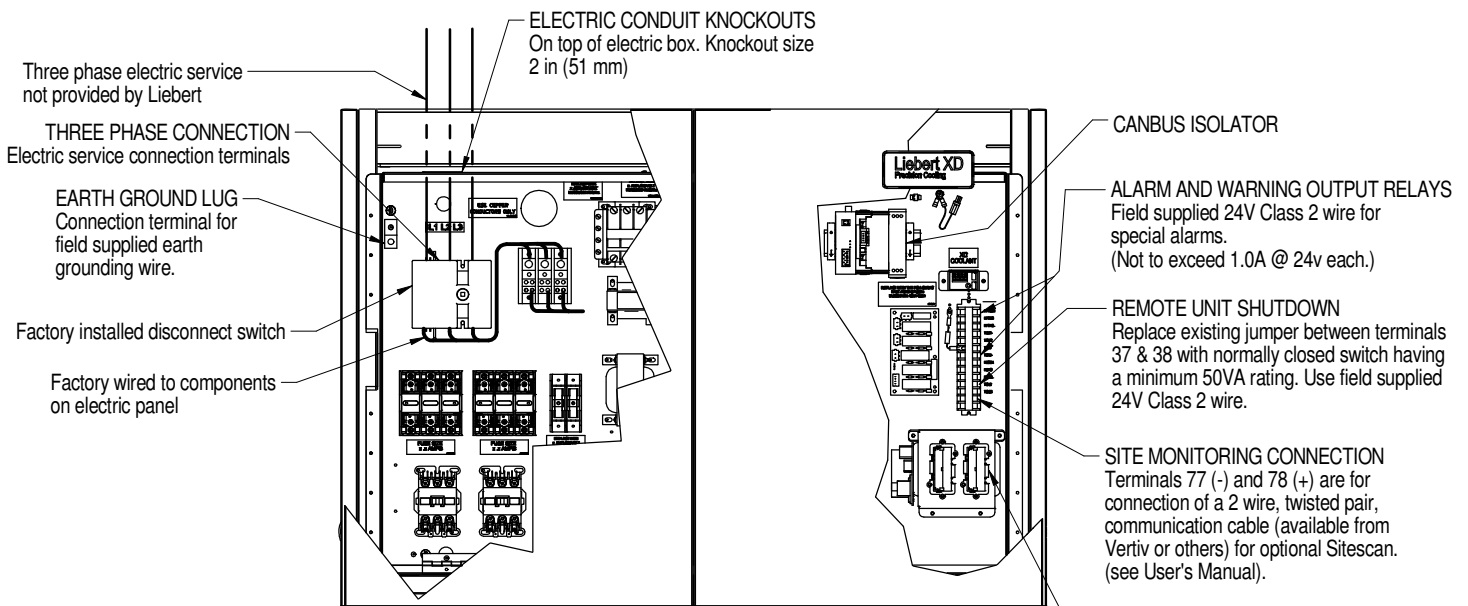 ELECTRIC CONDUIT KNOCKOUTS
On top of electric box. Knockout size
2 in (51 mm)
Three phase electric service
not provided by Liebert
THREE PHASE CONNECTION
Electric service connection terminals
EARTH GROUND LUG
Connection terminal for
field supplied earth
grounding wire.
Factory installed disconnect switch
Factory wired to components
on electric panel
L1 L2 L3
Liebert XD
Precision Cooling
XD
COOLANT
CANBUS ISOLATOR
ALARM AND WARNING OUTPUT RELAYS
Field supplied 24V Class 2 wire for
special alarms.
(Not to exceed 1.0A @ 24v each.)
REMOTE UNIT SHUTDOWN
Replace existing jumper between terminals
37 & 38 with normally closed switch having
a minimum 50VA rating. Use field supplied
24V Class 2 wire.
SITE MONITORING CONNECTION
Terminals 77 (-) and 78 (+) are for
connection of a 2 wire, twisted pair,
communication cable (available from
Vertiv or others) for optional Sitescan.
(see User's Manual).